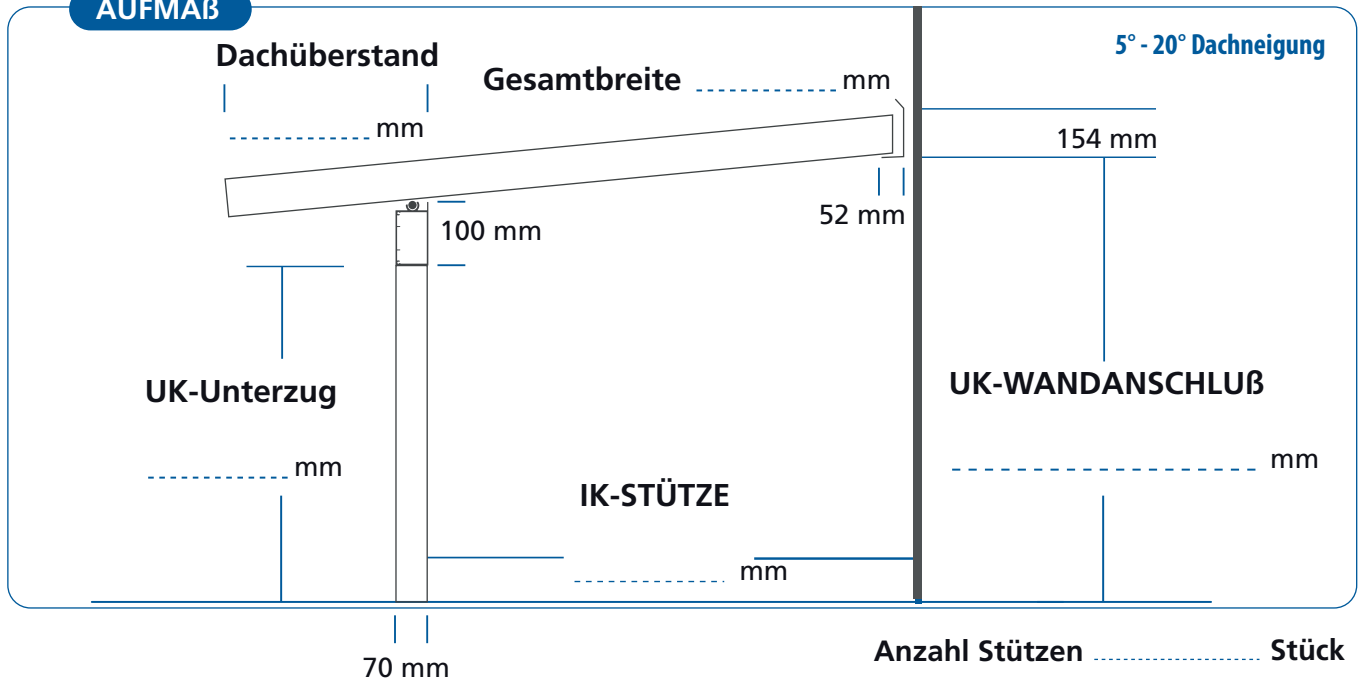 AUFMAß
5° - 20° Dachneigung
Dachüberstand
Gesamtbreite mm
mm
154 mm
52 mm
100 mm
UK-Unterzug
UK-WANDANSCHLUß
mm
mm
IK-STÜTZE
mm
Anzahl Stützen Stück
70 mm